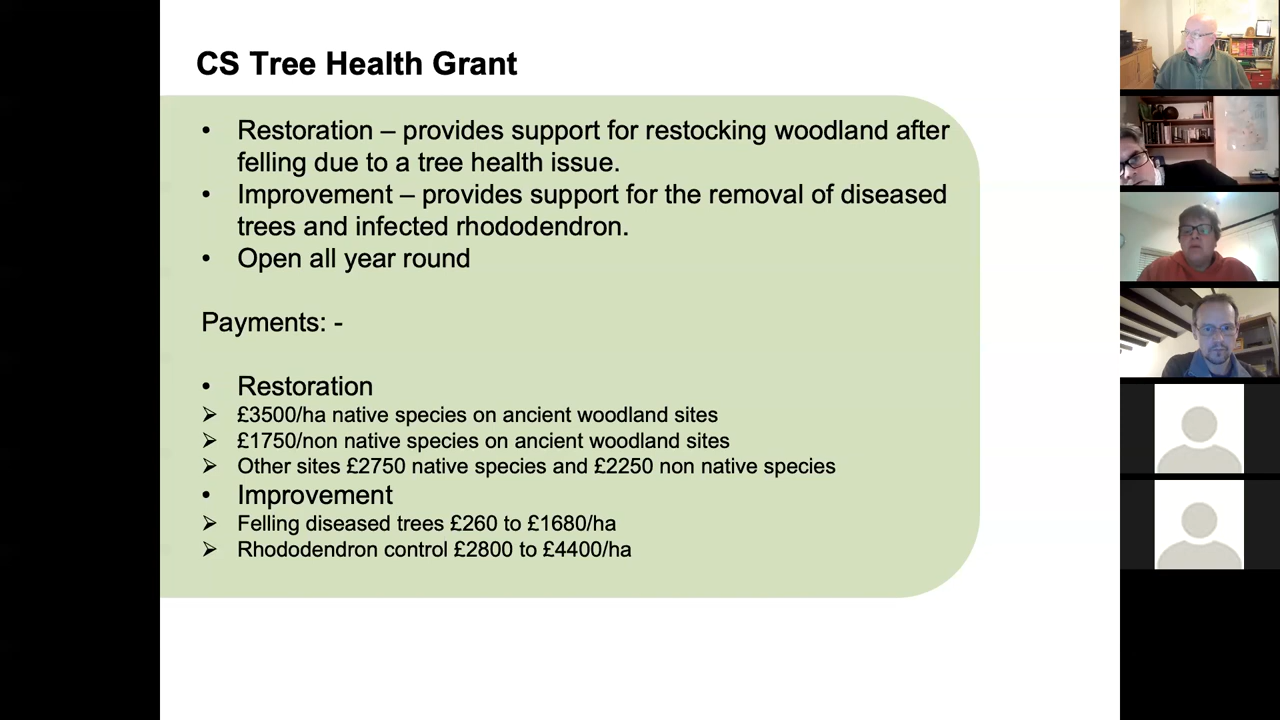 CS Tree Health Grant
• Restoration – provides support for restocking woodland after
felling due to a tree health issue.
• Improvement – provides support for the removal of diseased
trees and infected rhododendron.
• Open all year round
Payments: -
• Restoration
➢ £3500/ha native species on ancient woodland sites
➢ £1750/non native species on ancient woodland sites
➢ Other sites £2750 native species and £2250 non native species
• Improvement
➢ Felling diseased trees £260 to £1680/ha
➢ Rhododendron control £2800 to £4400/ha